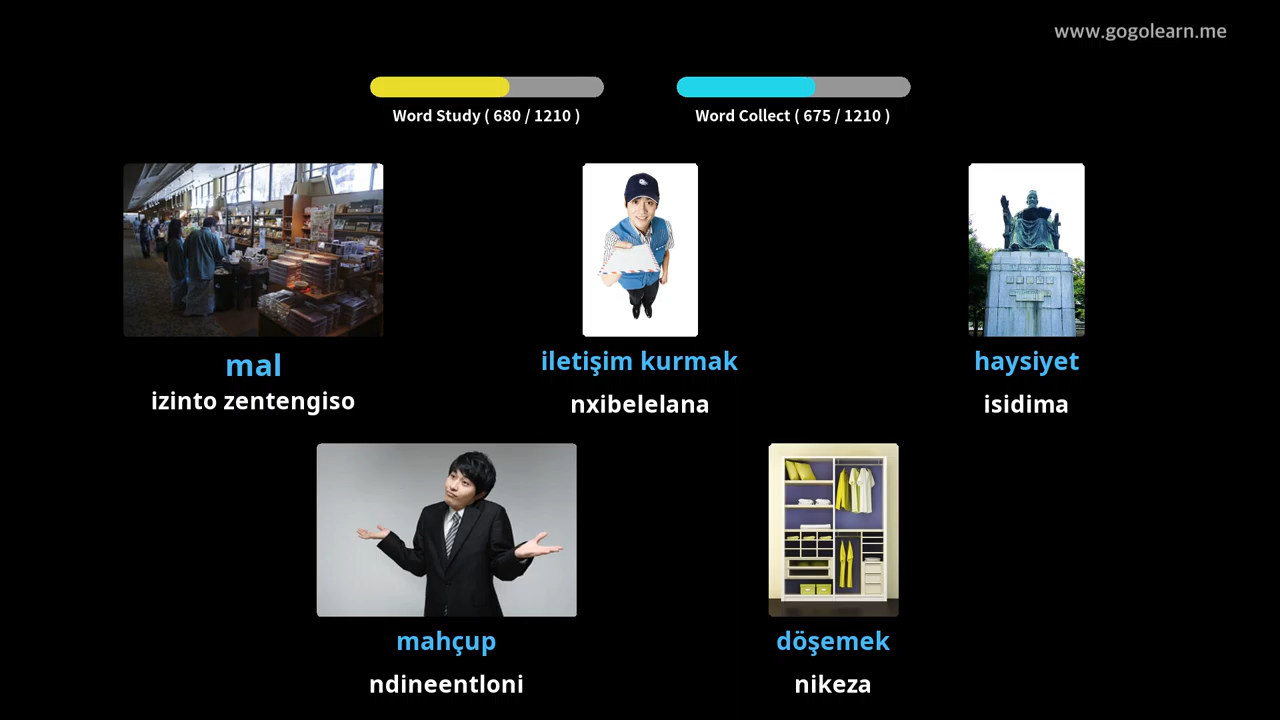 www.gogolearn.me
Word Study ( 680 / 1210 )
Word Collect ( 675 / 1210 )
mal
izinto zentengiso
iletişim kurmak
nxibelelana
haysiyet
isidima
mahçup
ndineentloni
döşemek
nikeza